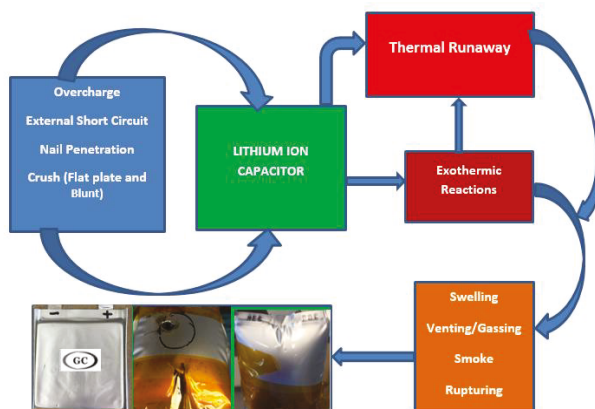 Overcharge
External Short Circuit
Nail Penetration
Crush (Flat plate and
Blunt)
LITHIUM ION
CAPACITOR
Thermal Runaway
Exothermic
Reactions
Swelling
Venting/Gassing
Smoke
Rupturing
− +
GC